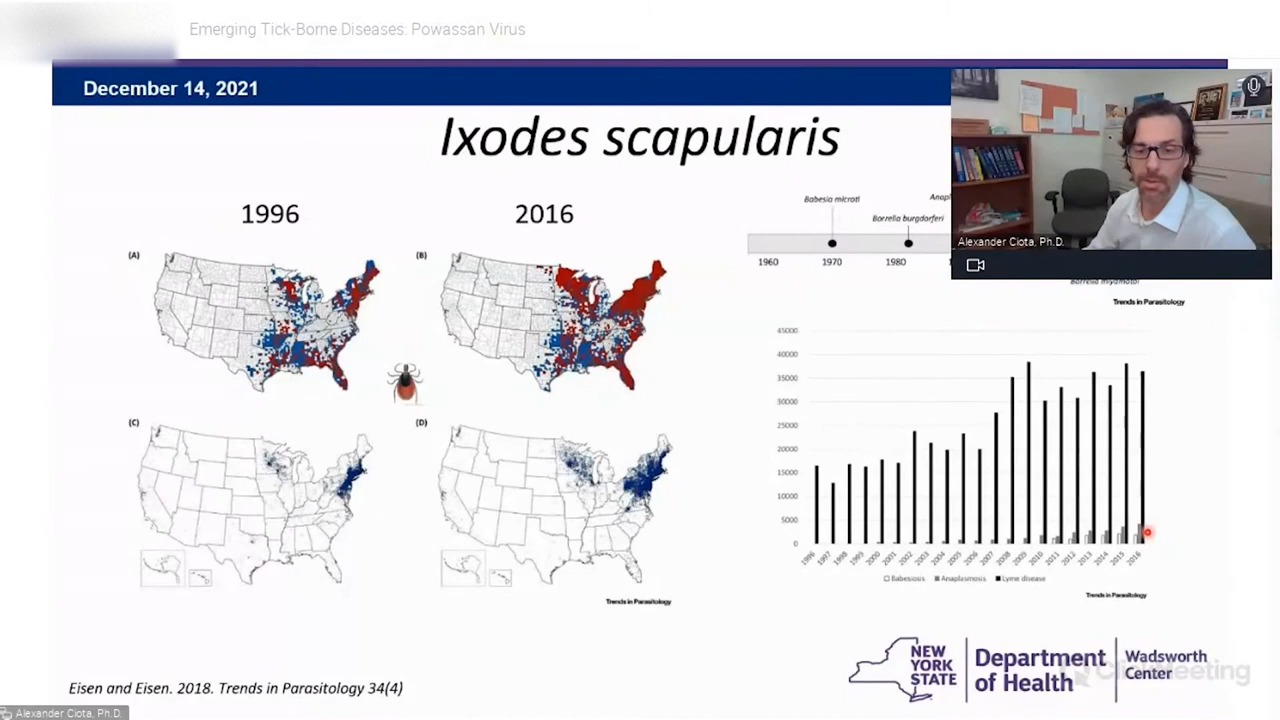 Emerging Tick-Borne Diseases: Powassan Virus
December 14, 2021
Ixodes scapularis
1996
2016
(A)
(B)
(C)
(D)
Trends in Parasitology
Babesia microti
Anapl
Borrelia burgdorferi
1960
1970
1980
1
Borrelia miyamotoi
Trends in Parasitology
45000
40000
35000
30000
25000
20000
15000
10000
5000
0
1996 1997 1998 1999 2000 2001 2002 2003 2004 2005 2006 2007 2008 2009 2010 2011 2012 2013 2014 2015 2016
Babesiosis Anaplasmosis Lyme disease
Trends in Parasitology
Alexander Ciota, Ph.D.
Eisen and Eisen. 2018. Trends in Parasitology 34(4)
NEW
YORK
STATE
Department
of Health
Wadsworth
Center
ClickMeeting
Alexander Ciota, Ph.D.